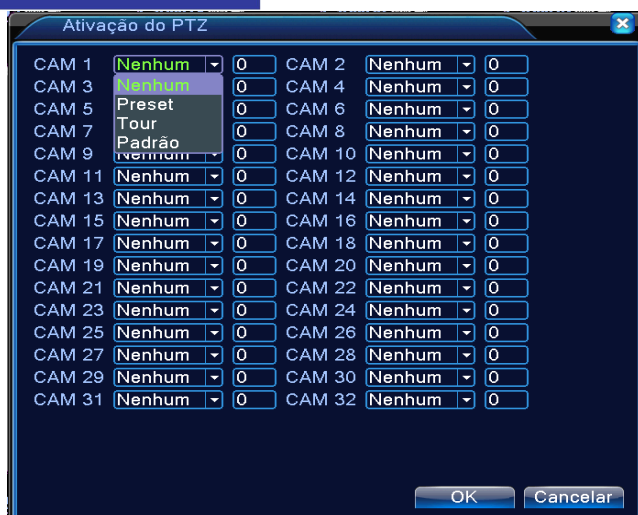 Ativação do PTZ
CAM 1 Nenhum 0 CAM 2 Nenhum 0
CAM 3 Nenhum 0 CAM 4 Nenhum 0
CAM 5 Preset 0 CAM 6 Nenhum 0
Tour
CAM 7 0 CAM 8 Nenhum 0
Padrão
CAM 9 Nenhum 0 CAM 10 Nenhum 0
CAM 11 Nenhum 0 CAM 12 Nenhum 0
CAM 13 Nenhum 0 CAM 14 Nenhum 0
CAM 15 Nenhum 0 CAM 16 Nenhum 0
CAM 17 Nenhum 0 CAM 18 Nenhum 0
CAM 19 Nenhum 0 CAM 20 Nenhum 0
CAM 21 Nenhum 0 CAM 22 Nenhum 0
CAM 23 Nenhum 0 CAM 24 Nenhum 0
CAM 25 Nenhum 0 CAM 26 Nenhum 0
CAM 27 Nenhum 0 CAM 28 Nenhum 0
CAM 29 Nenhum 0 CAM 30 Nenhum 0
CAM 31 Nenhum 0 CAM 32 Nenhum 0
OK Cancelar